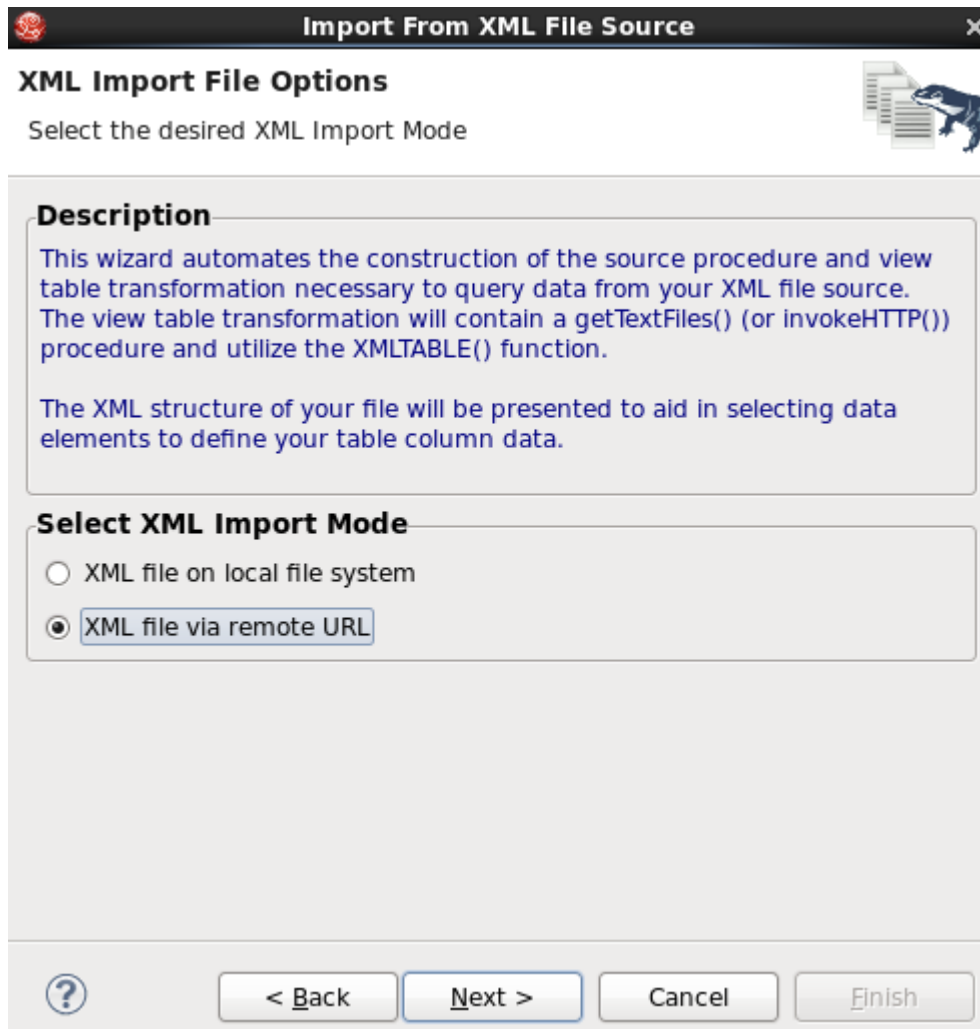 Import From XML File Source
XML Import File Options
Select the desired XML Import Mode
Description
This wizard automates the construction of the source procedure and view
table transformation necessary to query data from your XML file source.
The view table transformation will contain a getTextFiles() (or invokeHTTP())
procedure and utilize the XMLTABLE() function.
The XML structure of your file will be presented to aid in selecting data
elements to define your table column data.
Select XML Import Mode
XML file on local file system
XML file via remote URL
?
< Back
Next >
Cancel
Finish